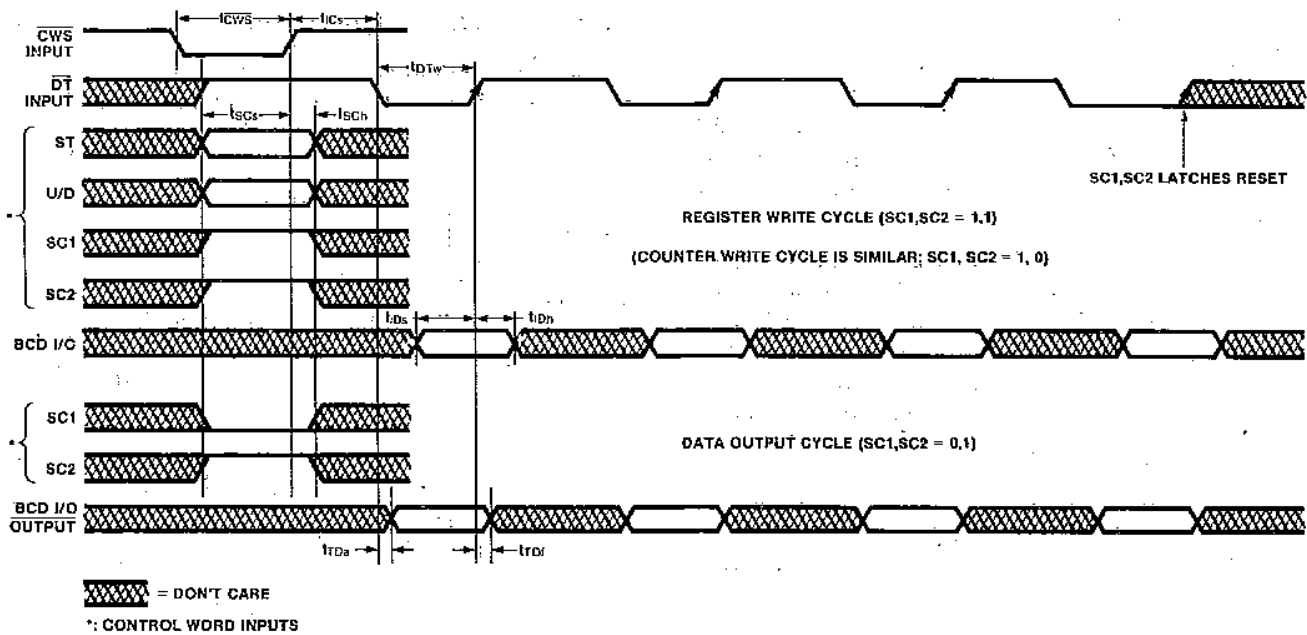 tCWS
tICs
CWS
INPUT
tDTw
DT
INPUT
tSCs
tSCh
ST
SC1,SC2 LATCHES RESET
U/D
*
REGISTER WRITE CYCLE (SC1,SC2 = 1,1)
SC1
(COUNTER WRITE CYCLE IS SIMILAR; SC1, SC2 = 1, 0)
SC2
tIDs
tIDh
BCD I/O
SC1
*
DATA OUTPUT CYCLE (SC1,SC2 = 0,1)
SC2
BCD I/O
OUTPUT
tTDa
tTDf
= DON'T CARE
*: CONTROL WORD INPUTS